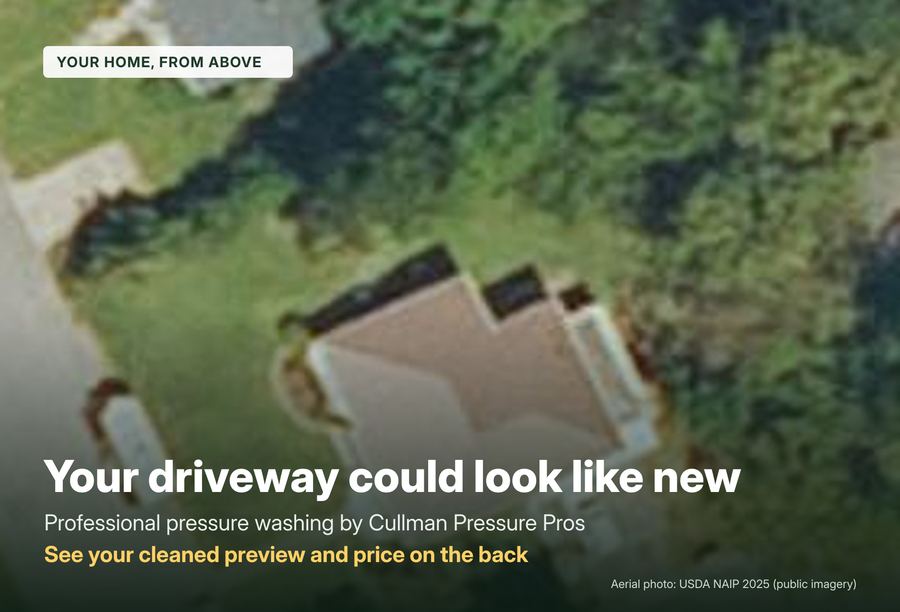 YOUR HOME, FROM ABOVE
Your driveway could look like new
Professional pressure washing by Cullman Pressure Pros
See your cleaned preview and price on the back
Aerial photo: USDA NAIP 2025 (public imagery)